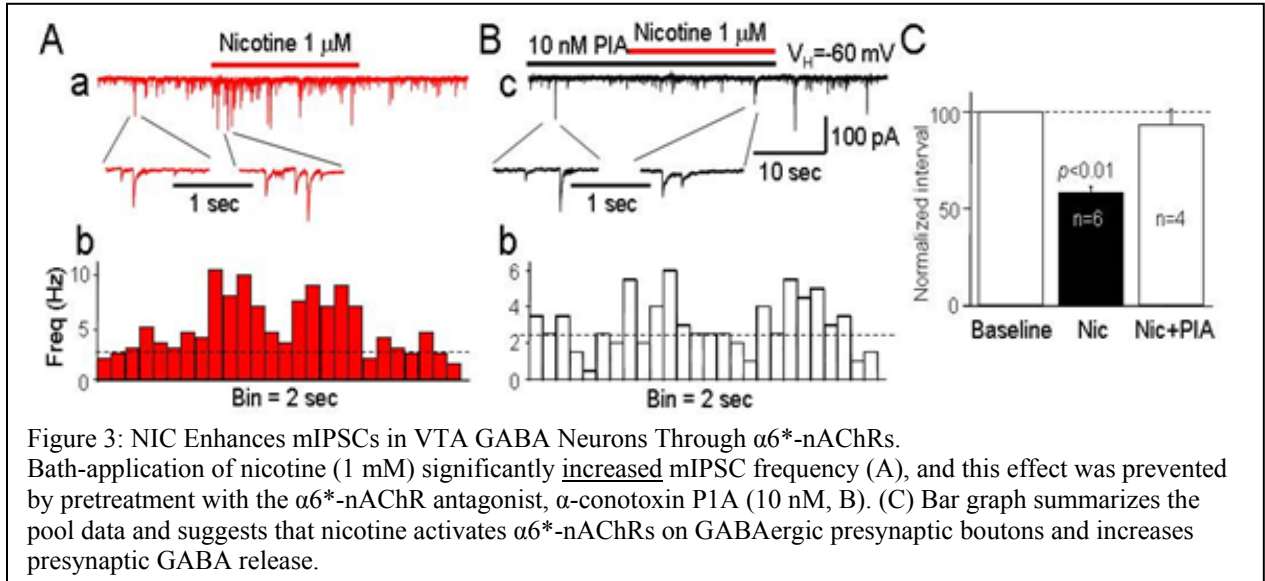 A
Nicotine 1 μM
a
1 sec
b
Freq (Hz)
10
5
0
Bin = 2 sec
B
10 nM PIA
Nicotine 1 μM
V_H=-60 mV
c
100 pA
10 sec
1 sec
b
6
4
2
0
Bin = 2 sec
C
Normalized interval
100
50
0
p<0.01
n=6
n=4
Baseline Nic Nic+PIA
Figure 3: NIC Enhances mIPSCs in VTA GABA Neurons Through α6*-nAChRs.
Bath-application of nicotine (1 mM) significantly increased mIPSC frequency (A), and this effect was prevented
by pretreatment with the α6*-nAChR antagonist, α-conotoxin P1A (10 nM, B). (C) Bar graph summarizes the
pool data and suggests that nicotine activates α6*-nAChRs on GABAergic presynaptic boutons and increases
presynaptic GABA release.